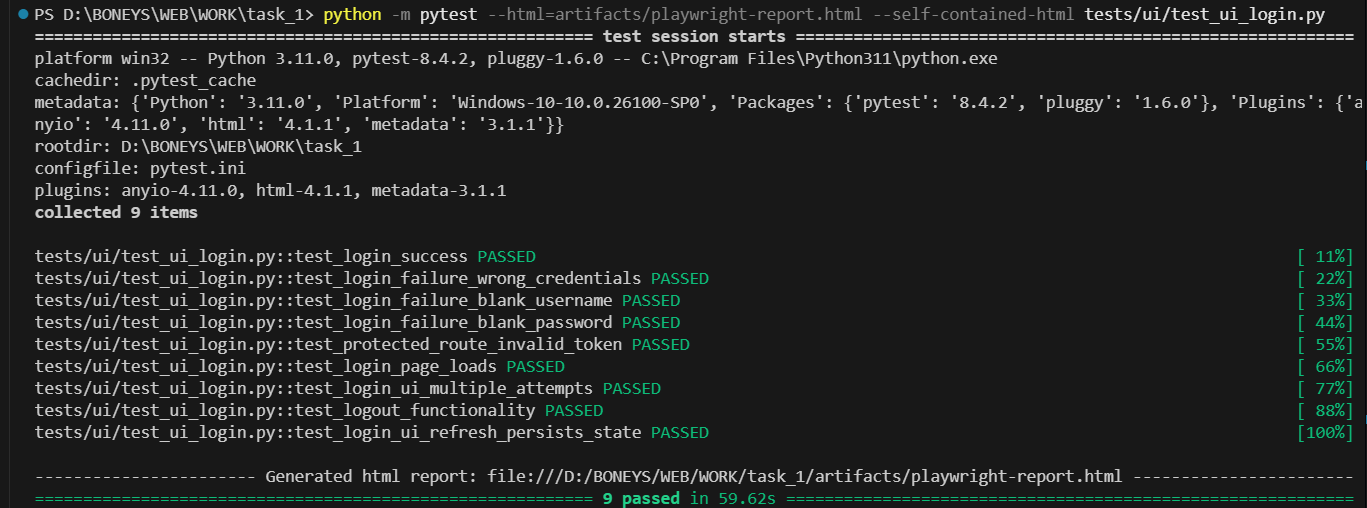 PS D:\BONEYS\WEB\WORK\task_1> python -m pytest --html=artifacts/playwright-report.html --self-contained-html tests/ui/test_ui_login.py
========================================================== test session starts ==========================================================
platform win32 -- Python 3.11.0, pytest-8.4.2, pluggy-1.6.0 -- C:\Program Files\Python311\python.exe
cachedir: .pytest_cache
metadata: {'Python': '3.11.0', 'Platform': 'Windows-10-10.0.26100-SP0', 'Packages': {'pytest': '8.4.2', 'pluggy': '1.6.0'}, 'Plugins': {'a
nyio': '4.11.0', 'html': '4.1.1', 'metadata': '3.1.1'}}
rootdir: D:\BONEYS\WEB\WORK\task_1
configfile: pytest.ini
plugins: anyio-4.11.0, html-4.1.1, metadata-3.1.1
collected 9 items
tests/ui/test_ui_login.py::test_login_success PASSED [ 11%]
tests/ui/test_ui_login.py::test_login_failure_wrong_credentials PASSED [ 22%]
tests/ui/test_ui_login.py::test_login_failure_blank_username PASSED [ 33%]
tests/ui/test_ui_login.py::test_login_failure_blank_password PASSED [ 44%]
tests/ui/test_ui_login.py::test_protected_route_invalid_token PASSED [ 55%]
tests/ui/test_ui_login.py::test_login_page_loads PASSED [ 66%]
tests/ui/test_ui_login.py::test_login_ui_multiple_attempts PASSED [ 77%]
tests/ui/test_ui_login.py::test_logout_functionality PASSED [ 88%]
tests/ui/test_ui_login.py::test_login_ui_refresh_persists_state PASSED [100%]
----------------------- Generated html report: file:///D:/BONEYS/WEB/WORK/task_1/artifacts/playwright-report.html -----------------------
========================================================== 9 passed in 59.62s ===========================================================